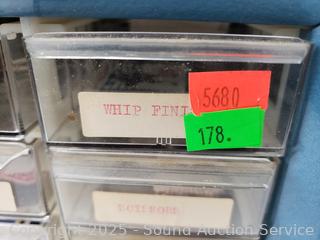 5680
WHIP FINI
178.
Copyright 2025 - Sound Auction Service